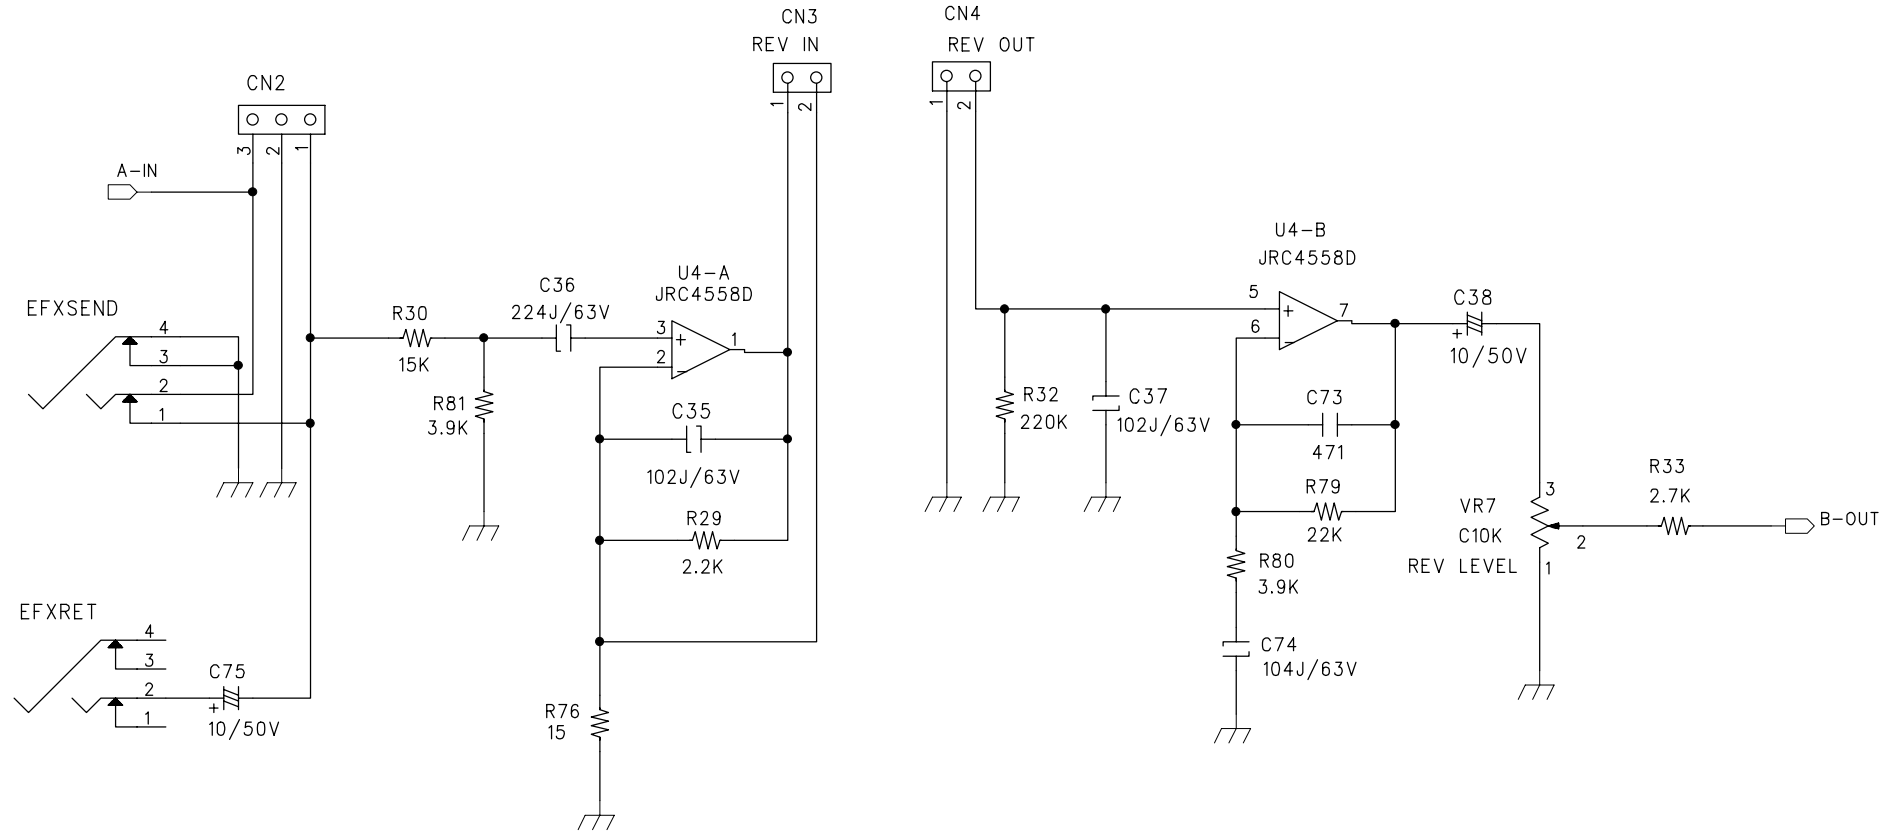 CN3
REV IN
1
2
CN4
REV OUT
1
2
CN2
3
2
1
A-IN
EFXSEND
4
3
2
1
R30
15K
R81
3.9K
C36
224J/63V
U4-A
JRC4558D
3
2
1
+
−
C35
102J/63V
R29
2.2K
R76
15
EFXRET
4
3
2
1
C75
+
10/50V
U4-B
JRC4558D
5
6
7
+
−
R32
220K
C37
102J/63V
C73
471
R79
22K
R80
3.9K
C74
104J/63V
C38
+
10/50V
VR7
C10K
REV LEVEL
3
2
1
R33
2.7K
B-OUT